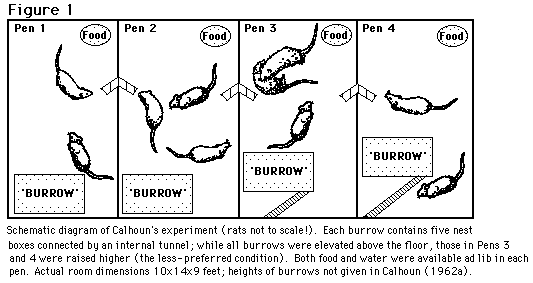 Figure 1
Pen 1
Food
Pen 2
Food
Pen 3
Food
Pen 4
Food
"BURROW"
"BURROW"
"BURROW"
"BURROW"
Schematic diagram of Calhoun's experiment (rats not to scale!). Each burrow contains five nest
boxes connected by an internal tunnel; while all burrows were elevated above the floor, those in Pens 3
and 4 were raised higher (the less-preferred condition). Both food and water were available ad lib in each
pen. Actual room dimensions 10x14x9 feet; heights of burrows not given in Calhoun (1962a).